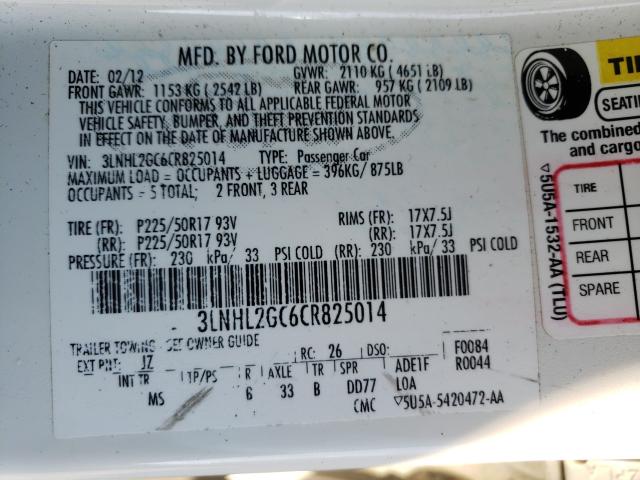 MFD. BY FORD MOTOR CO.
DATE: 02/12 GVWR: 2110 KG (4651 LB)
FRONT GAWR: 1153 KG (2542 LB) REAR GAWR: 957 KG (2109 LB)
THIS VEHICLE CONFORMS TO ALL APPLICABLE FEDERAL MOTOR
VEHICLE SAFETY, BUMPER, AND THEFT PREVENTION STANDARDS
IN EFFECT ON THE DATE OF MANUFACTURE SHOWN ABOVE.
VIN: 3LNHL2GC6CR825014 TYPE: Passenger Car
MAXIMUM LOAD = OCCUPANTS + LUGGAGE = 396KG/ 875LB
OCCUPANTS = 5 TOTAL; 2 FRONT, 3 REAR
TIRE (FR): P225/50R17 93V RIMS (FR): 17X7.5J
(RR): P225/50R17 93V (RR): 17X7.5J
PRESSURE (FR): 230 kPa/ 33 PSI COLD (RR): 230 kPa/ 33 PSI COLD
3LNHL2GC6CR825014
TRAILER TOWING - SEE OWNER GUIDE
EXT PNT: JZ RC: 26 DSO: F0084
R0044
INT TR TP/PS R AXLE TR SPR ADE1F
MS 6 33 B DD77 LOA
CMC ▽5U5A-5420472-AA
TI
SEATI
The combined
and cargo
TIRE
FRONT
REAR
SPARE
▽5U5A-1532-AA (TL0)